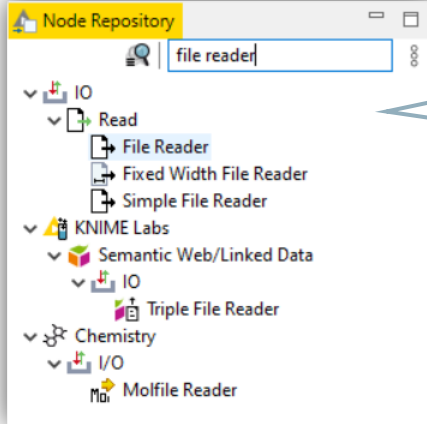 Node Repository
file reader
IO
Read
File Reader
Fixed Width File Reader
Simple File Reader
KNIME Labs
Semantic Web/Linked Data
IO
Triple File Reader
Chemistry
I/O
Molfile Reader